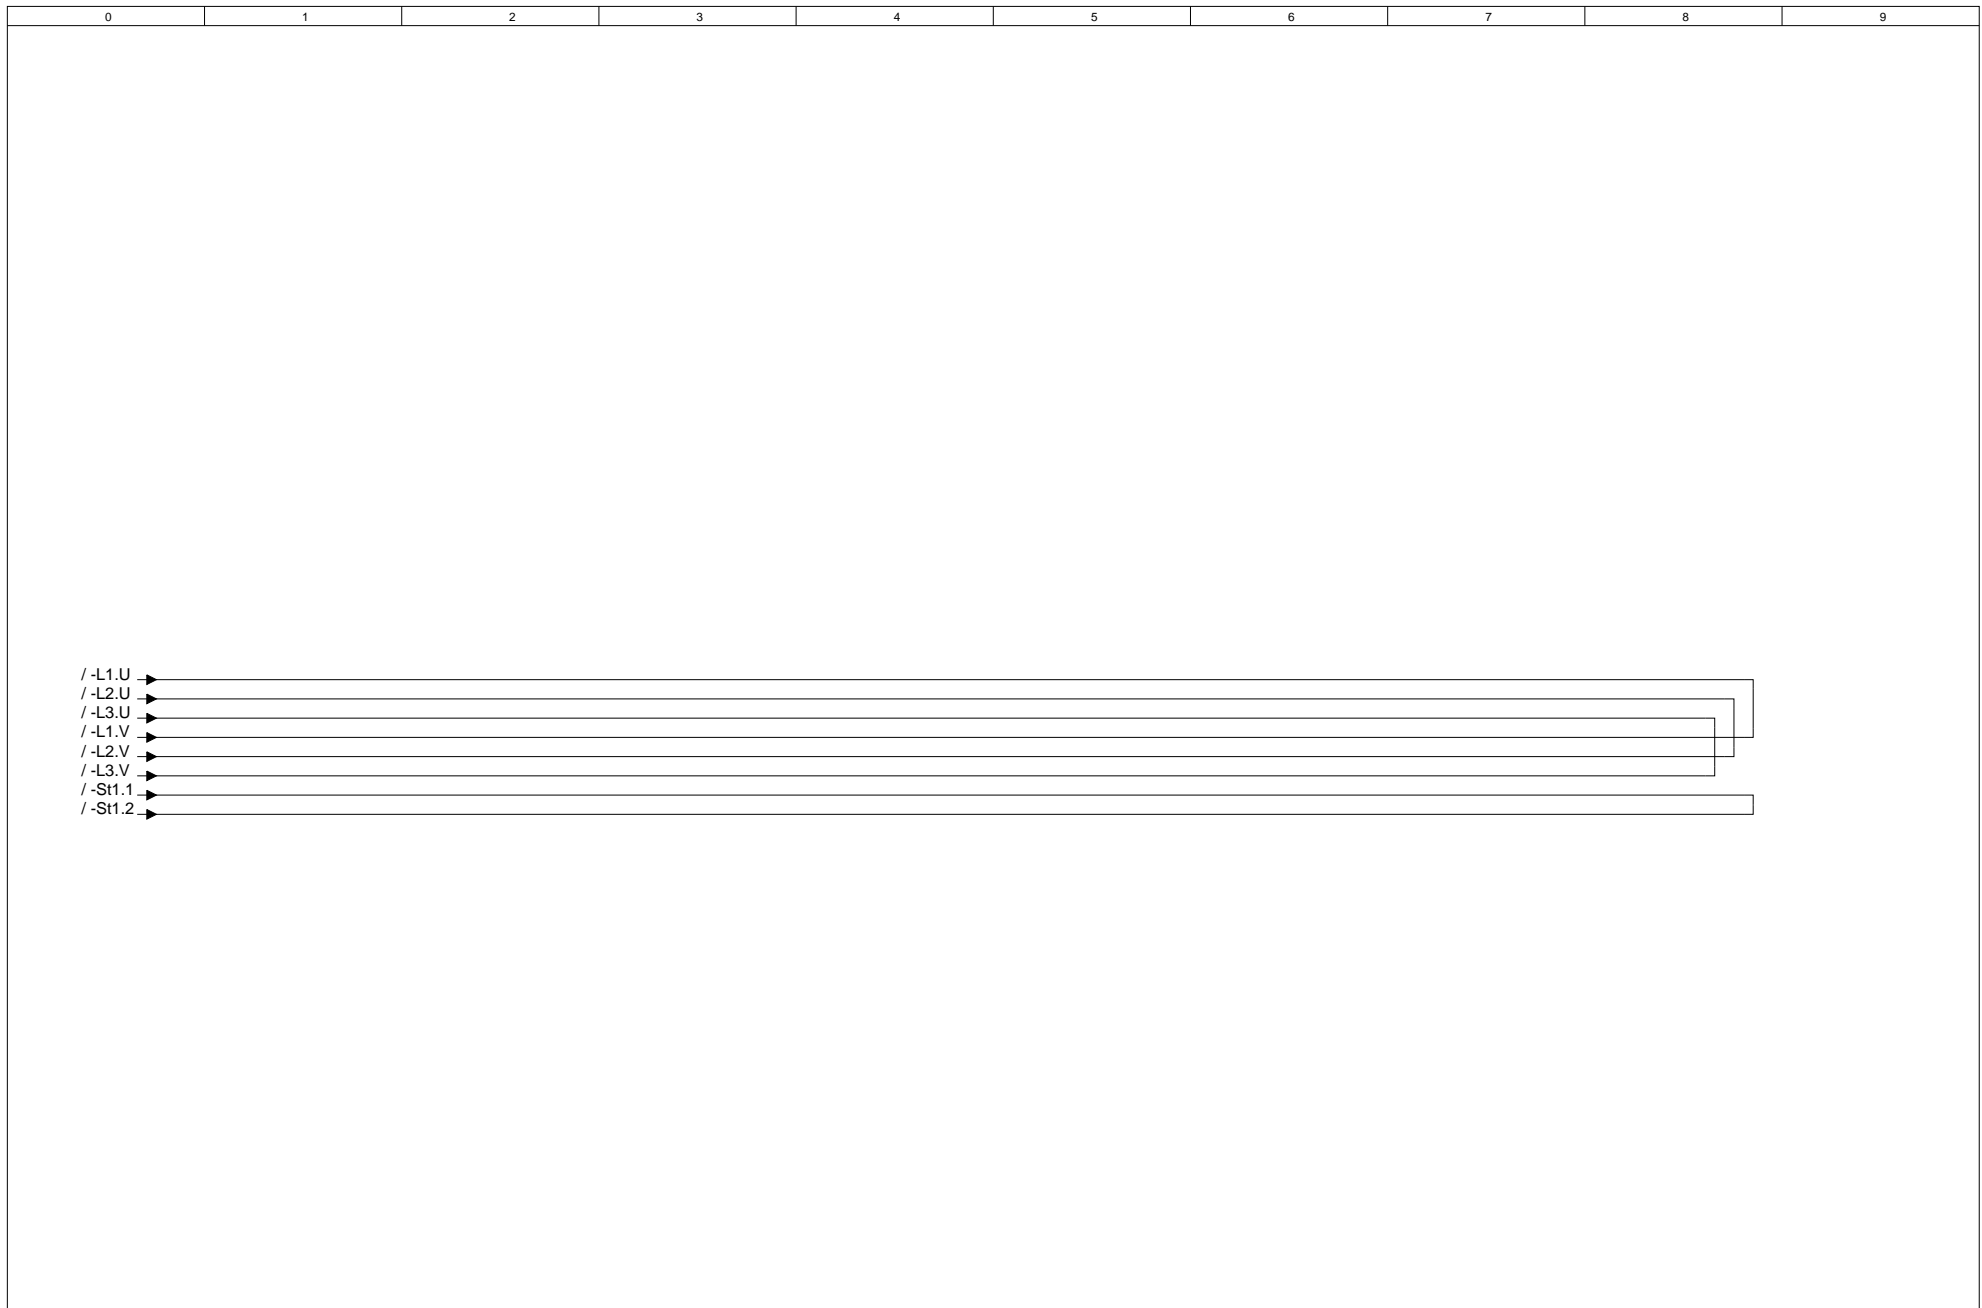 0 1 2 3 4 5 6 7 8 9
/ -L1.U
/ -L2.U
/ -L3.U
/ -L1.V
/ -L2.V
/ -L3.V
/ -St1.1
/ -St1.2